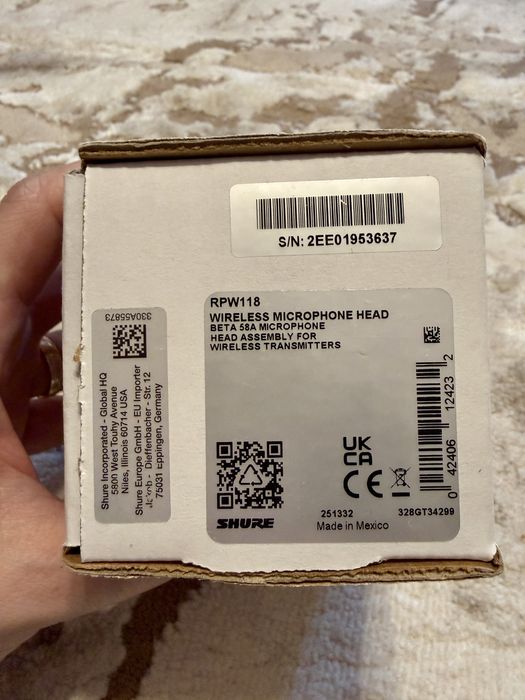 S/N: 2EE01953637
RPW118
WIRELESS MICROPHONE HEAD
BETA 58A MICROPHONE
HEAD ASSEMBLY FOR
WIRELESS TRANSMITTERS
UK
CA
CE
SHURE
251332
Made in Mexico
328GT34299
0 42406 12423 2
330A55873
Shure Incorporated - Global HQ
5800 West Touhy Avenue
Niles, Illinois 60714 USA
Shure Europe GmbH - EU Importer
Jakob - Dieffenbacher - Str. 12
75031 Eppingen, Germany